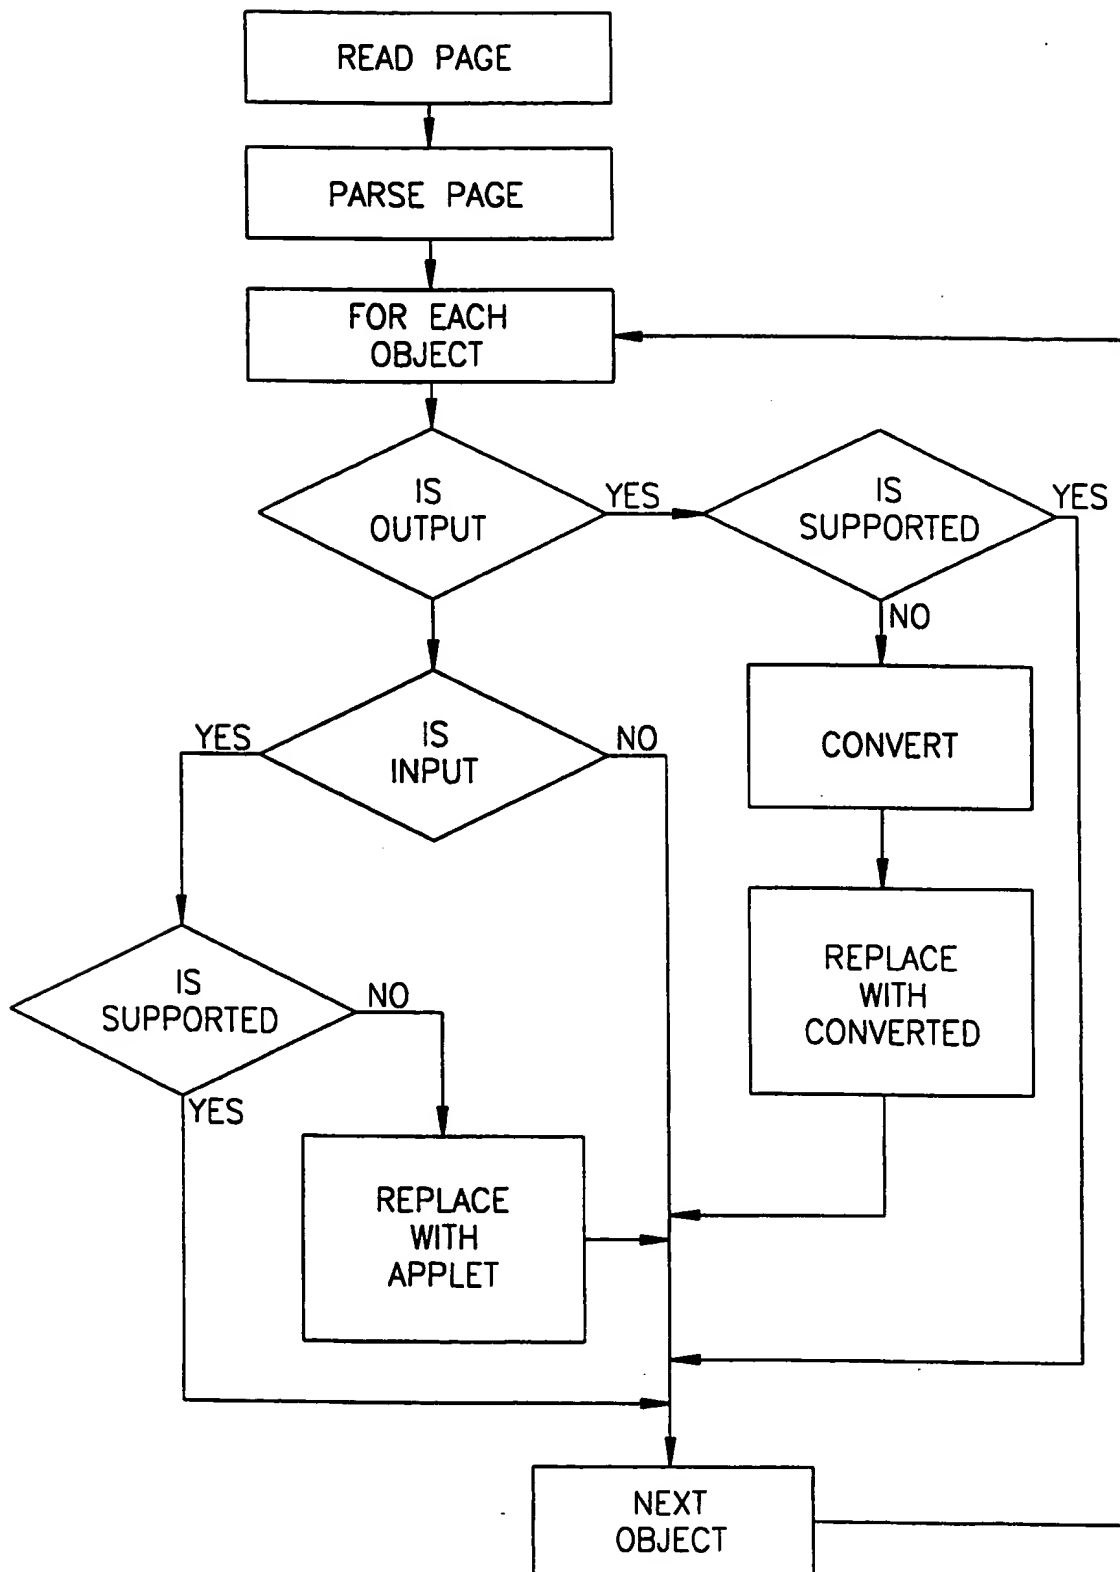 READ PAGE
PARSE PAGE
FOR EACH
OBJECT
IS
OUTPUT
YES
IS
SUPPORTED
YES
NO
IS
INPUT
YES
NO
CONVERT
REPLACE
WITH
CONVERTED
IS
SUPPORTED
NO
YES
REPLACE
WITH
APPLET
NEXT
OBJECT